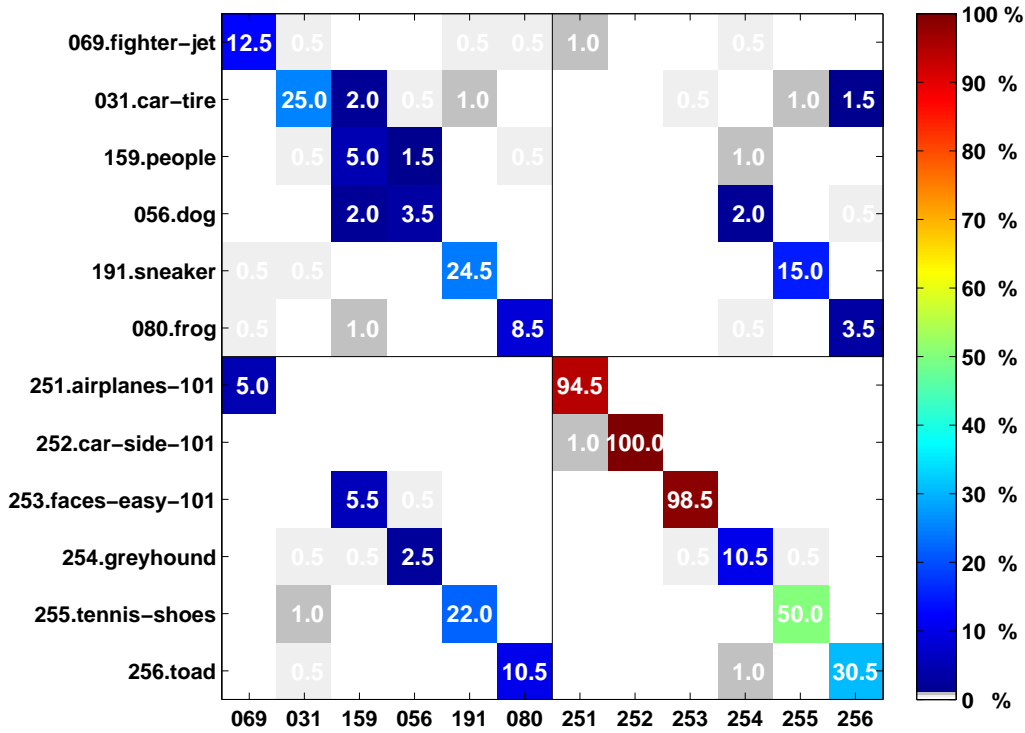 069.fighter-jet 12.5 0.5 0.5 0.5 1.0 0.5
031.car-tire 25.0 2.0 0.5 1.0 0.5 1.0 1.5
159.people 0.5 5.0 1.5 0.5 1.0
056.dog 2.0 3.5 2.0 0.5
191.sneaker 0.5 0.5 24.5 15.0
080.frog 0.5 1.0 8.5 0.5 3.5
251.airplanes-101 5.0 94.5
252.car-side-101 1.0 100.0
253.faces-easy-101 5.5 0.5 98.5
254.greyhound 0.5 0.5 2.5 0.5 10.5 0.5
255.tennis-shoes 1.0 22.0 50.0
256.toad 0.5 10.5 1.0 30.5
069 031 159 056 191 080 251 252 253 254 255 256
100 %
90 %
80 %
70 %
60 %
50 %
40 %
30 %
20 %
10 %
0 %